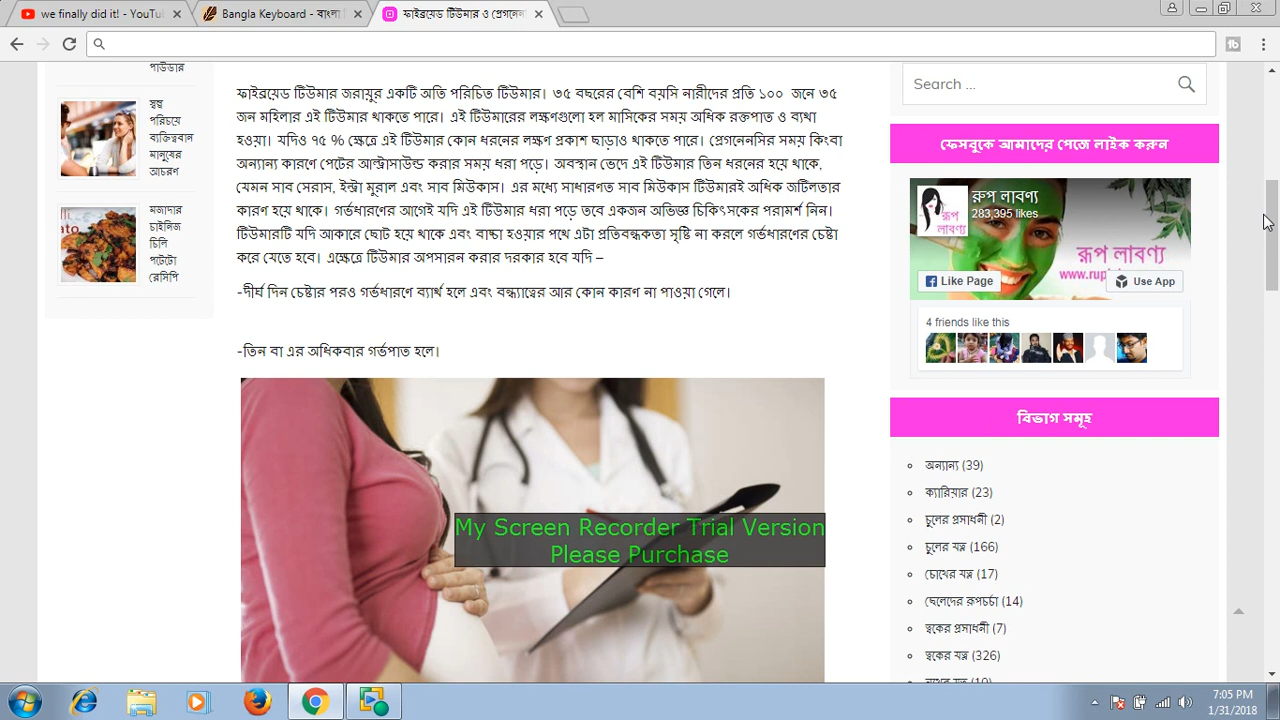 we finally did it! - YouTu
Bangla Keyboard - বাংলা
ফাইব্রয়েড টিউমার ও প্রেগনেন
Search ...
পাউডার
স্বল্প
পরিচয়ে
ব্যক্তিত্ববান
মানুষের
আচরণ
মজাদার
চাইনিজ
চিলি
পটেটো
রেসিপি
ফাইব্রয়েড টিউমার জরায়ুর একটি অতি পরিচিত টিউমার। ৩৫ বছরের বেশি বয়সি নারীদের প্রতি ১০০ জনে ৩৫
জন মহিলার এই টিউমার থাকতে পারে। এই টিউমারের লক্ষণগুলো হল মাসিকের সময় অধিক রক্তপাত ও ব্যথা
হওয়া। যদিও ৭৫ % ক্ষেত্রে এই টিউমার কোন ধরনের লক্ষণ প্রকাশ ছাড়াও থাকতে পারে। প্রেগনেনসির সময় কিংবা
অন্যান্য কারণে পেটের আল্ট্রাসাউন্ড করার সময় ধরা পড়ে। অবস্থান ভেদে এই টিউমার তিন ধরনের হয়ে থাকে,
যেমন সাব সেরাস, ইন্ট্রা মুরাল এবং সাব মিউকাস। এর মধ্যে সাধারণত সাব মিউকাস টিউমারই অধিক জটিলতার
কারণ হয়ে থাকে। গর্ভধারণের আগেই যদি এই টিউমার ধরা পড়ে তবে একজন অভিজ্ঞ চিকিৎসকের পরামর্শ নিন।
টিউমারটি যদি আকারে ছোট হয়ে থাকে এবং বাচ্চা হওয়ার পথে এটা প্রতিবন্ধকতা সৃষ্টি না করলে গর্ভধারণের চেষ্টা
করে যেতে হবে। এক্ষেত্রে টিউমার অপসারন করার দরকার হবে যদি –
-দীর্ঘ দিন চেষ্টার পরও গর্ভধারণে ব্যার্থ হলে এবং বন্ধ্যাত্বের আর কোন কারণ না পাওয়া গেলে।
-তিন বা এর অধিকবার গর্ভপাত হলে।
My Screen Recorder Trial Version
Please Purchase
ফেসবুকে আমাদের পেজে লাইক করুন
রুপ লাবণ্য
283,395 likes
রূপ
লাবণ্য
রূপ লাবণ্য
Like Page
Use App
4 friends like this
বিভাগ সমূহ
অন্যান্য (39)
ক্যারিয়ার (23)
চুলের প্রসাধনী (2)
চুলের যত্ন (166)
চোখের যত্ন (17)
ছেলেদের রূপচর্চা (14)
ত্বকের প্রসাধনী (7)
ত্বকের যত্ন (326)
7:05 PM
1/31/2018